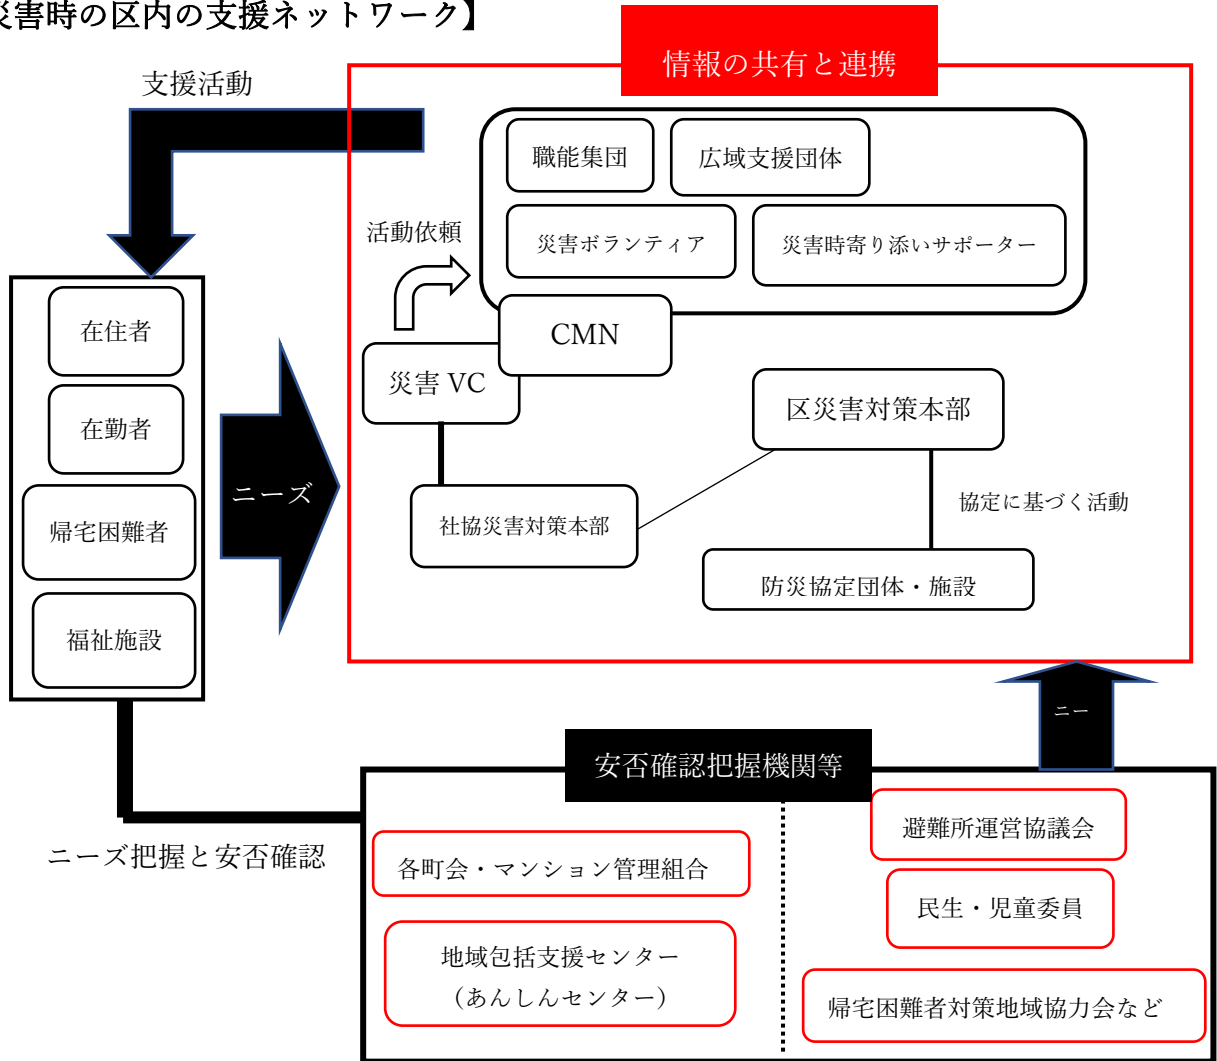 災害時の区内の支援ネットワーク】
情報の共有と連携
支援活動
職能集団
広域支援団体
活動依頼
災害ボランティア
災害時寄り添いサポーター
CMN
災害 VC
在住者
在勤者
帰宅困難者
福祉施設
ニーズ
区災害対策本部
社協災害対策本部
協定に基づく活動
防災協定団体・施設
ニー
安否確認把握機関等
ニーズ把握と安否確認
各町会・マンション管理組合
地域包括支援センター
（あんしんセンター）
避難所運営協議会
民生・児童委員
帰宅困難者対策地域協力会など